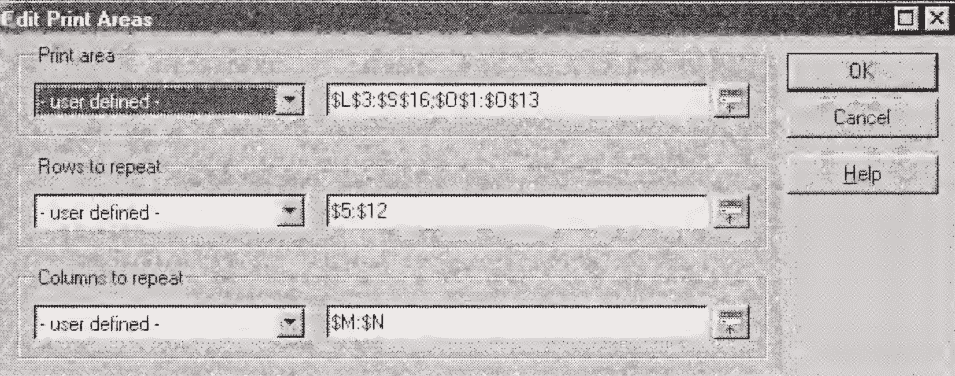 Edit Print Areas
Print area
- user defined -
$L$3:$S$16;$O$1:$O$13
OK
Cancel
Rows to repeat
- user defined -
$5:$12
Help
Columns to repeat
- user defined -
$M:$N